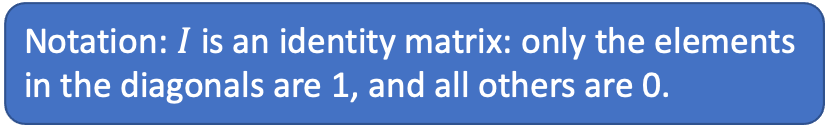 Notation: I is an identity matrix: only the elements
in the diagonals are 1, and all others are 0.